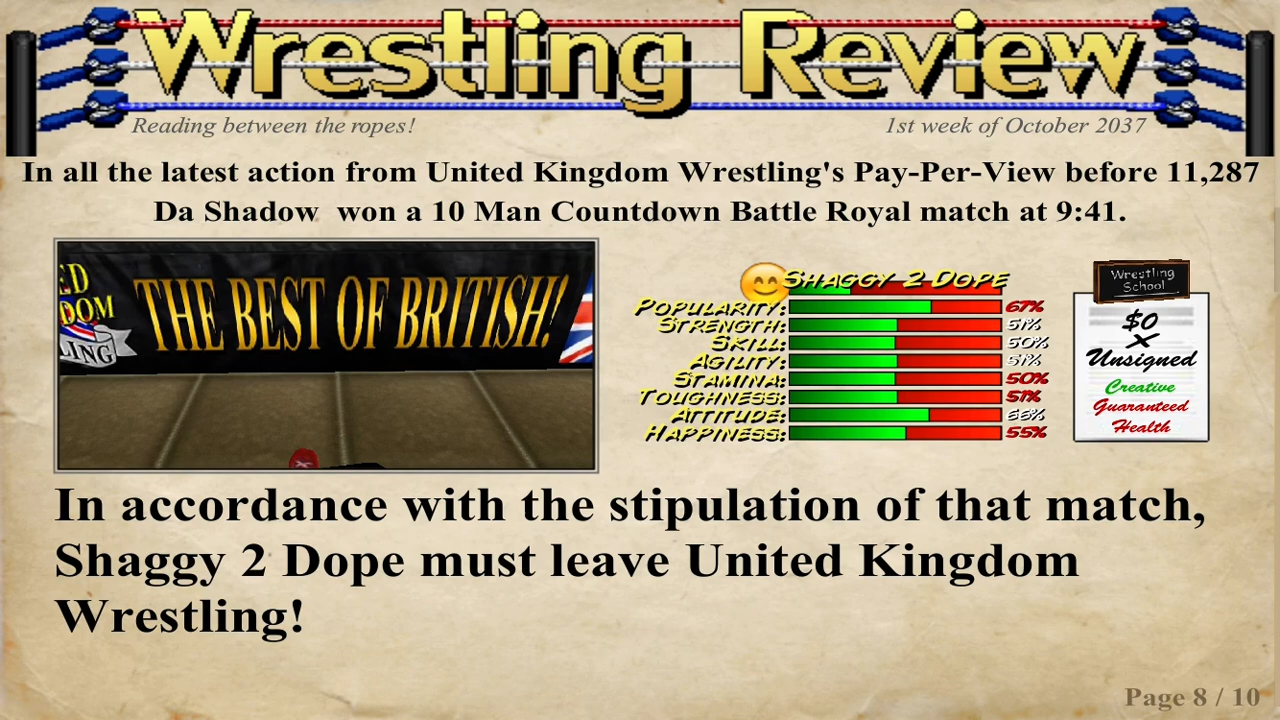 Wrestling Review
Reading between the ropes!
1st week of October 2037
In all the latest action from United Kingdom Wrestling's Pay-Per-View before 11,287
Da Shadow won a 10 Man Countdown Battle Royal match at 9:41.
ED
DOM
LING
THE BEST OF BRITISH!
SHAGGY 2 DOPE
POPULARITY: 67%
STRENGTH: 51%
SKILL: 50%
AGILITY: 51%
STAMINA: 50%
TOUGHNESS: 51%
ATTITUDE: 66%
HAPPINESS: 55%
Wrestling
School
$0
X
Unsigned
Creative
Guaranteed
Health
In accordance with the stipulation of that match,
Shaggy 2 Dope must leave United Kingdom
Wrestling!
Page 8 / 10